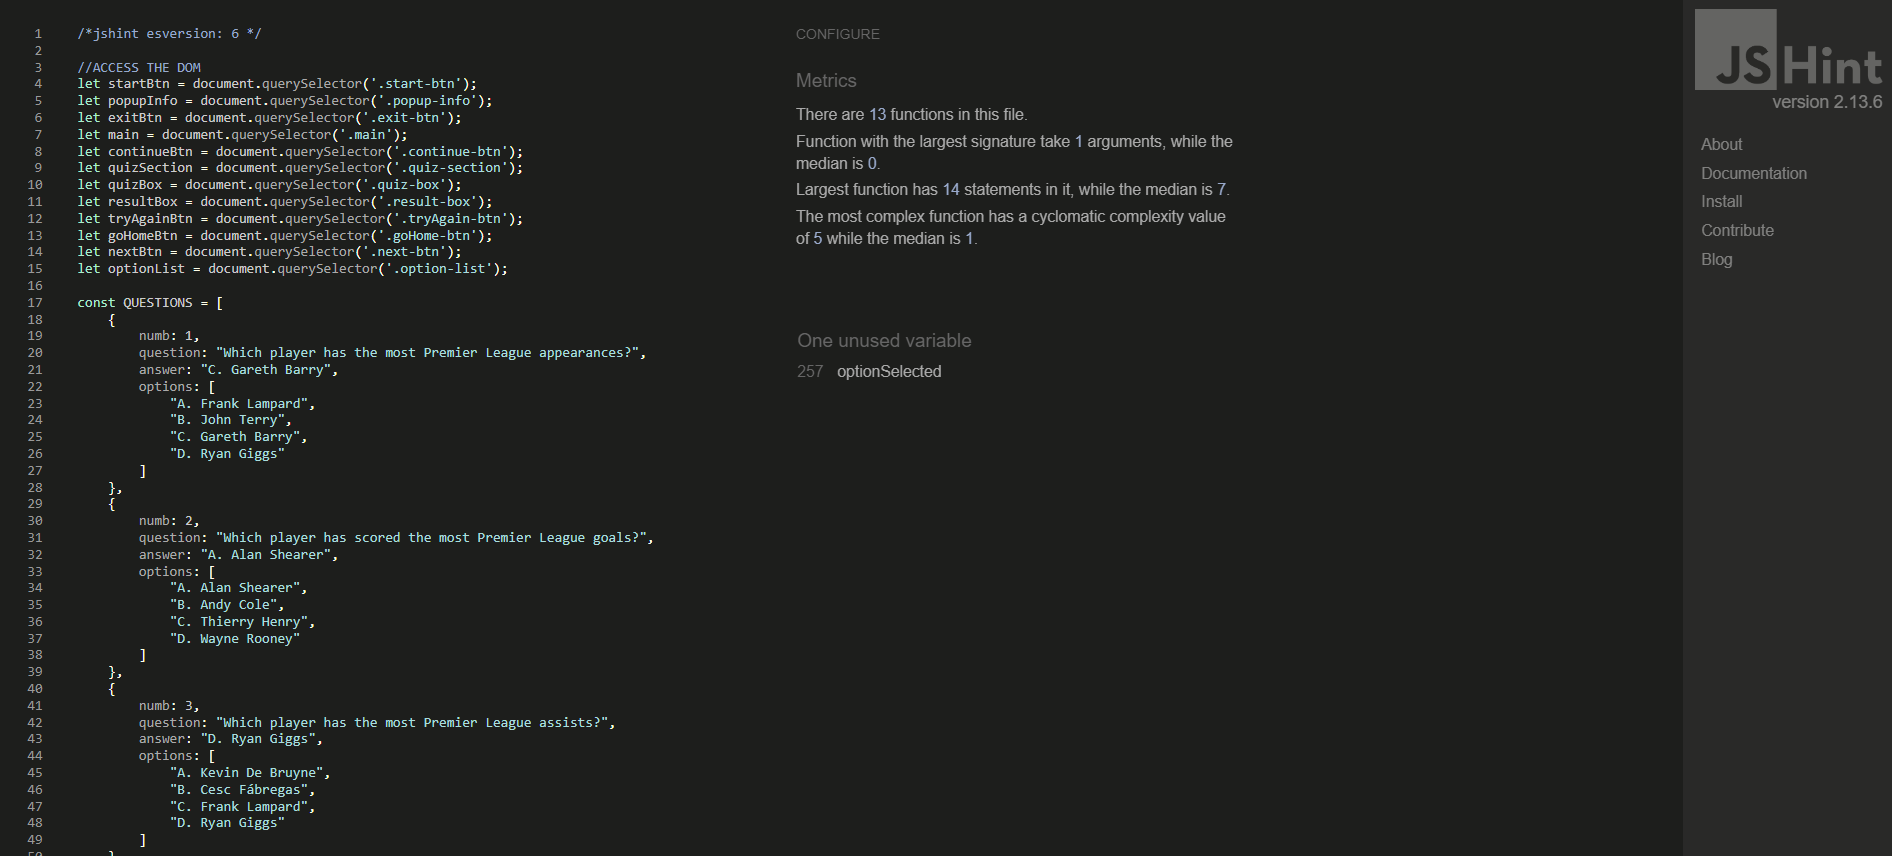 1 /*jshint esversion: 6 */
2
3 //ACCESS THE DOM
4 let startBtn = document.querySelector('.start-btn');
5 let popupInfo = document.querySelector('.popup-info');
6 let exitBtn = document.querySelector('.exit-btn');
7 let main = document.querySelector('.main');
8 let continueBtn = document.querySelector('.continue-btn');
9 let quizSection = document.querySelector('.quiz-section');
10 let quizBox = document.querySelector('.quiz-box');
11 let resultBox = document.querySelector('.result-box');
12 let tryAgainBtn = document.querySelector('.tryAgain-btn');
13 let goHomeBtn = document.querySelector('.goHome-btn');
14 let nextBtn = document.querySelector('.next-btn');
15 let optionList = document.querySelector('.option-list');
16
17 const QUESTIONS = [
18 {
19 numb: 1,
20 question: "Which player has the most Premier League appearances?",
21 answer: "C. Gareth Barry",
22 options: [
23 "A. Frank Lampard",
24 "B. John Terry",
25 "C. Gareth Barry",
26 "D. Ryan Giggs"
27 ]
28 },
29 {
30 numb: 2,
31 question: "Which player has scored the most Premier League goals?",
32 answer: "A. Alan Shearer",
33 options: [
34 "A. Alan Shearer",
35 "B. Andy Cole",
36 "C. Thierry Henry",
37 "D. Wayne Rooney"
38 ]
39 },
40 {
41 numb: 3,
42 question: "Which player has the most Premier League assists?",
43 answer: "D. Ryan Giggs",
44 options: [
45 "A. Kevin De Bruyne",
46 "B. Cesc Fábregas",
47 "C. Frank Lampard",
48 "D. Ryan Giggs"
49 ]
CONFIGURE
Metrics
There are 13 functions in this file.
Function with the largest signature take 1 arguments, while the
median is 0.
Largest function has 14 statements in it, while the median is 7.
The most complex function has a cyclomatic complexity value
of 5 while the median is 1.
One unused variable
257 optionSelected
JSHint
version 2.13.6
About
Documentation
Install
Contribute
Blog